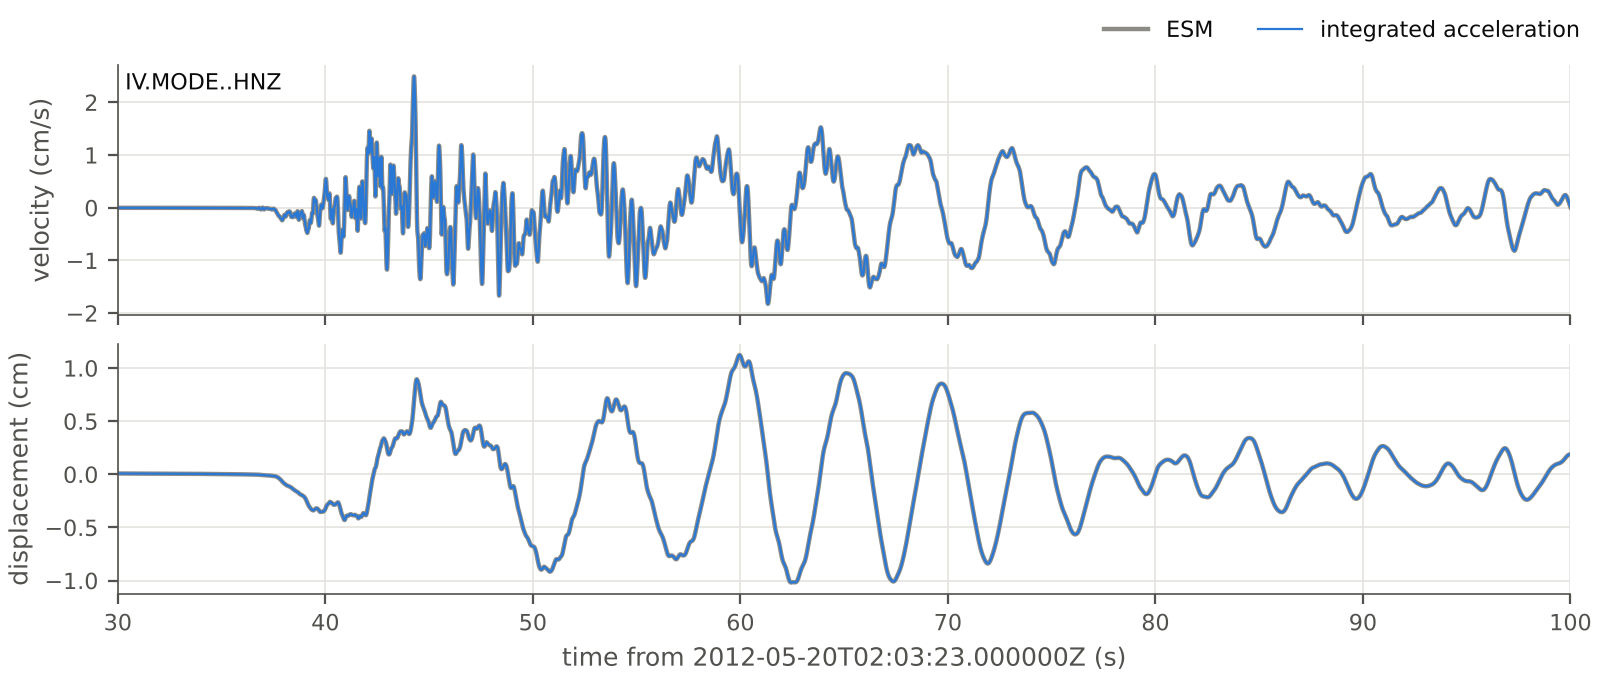 ESM integrated acceleration
IV.MODE..HNZ
velocity (cm/s)
2
1
0
−1
−2
displacement (cm)
1.0
0.5
0.0
−0.5
−1.0
30 40 50 60 70 80 90 100
time from 2012-05-20T02:03:23.000000Z (s)